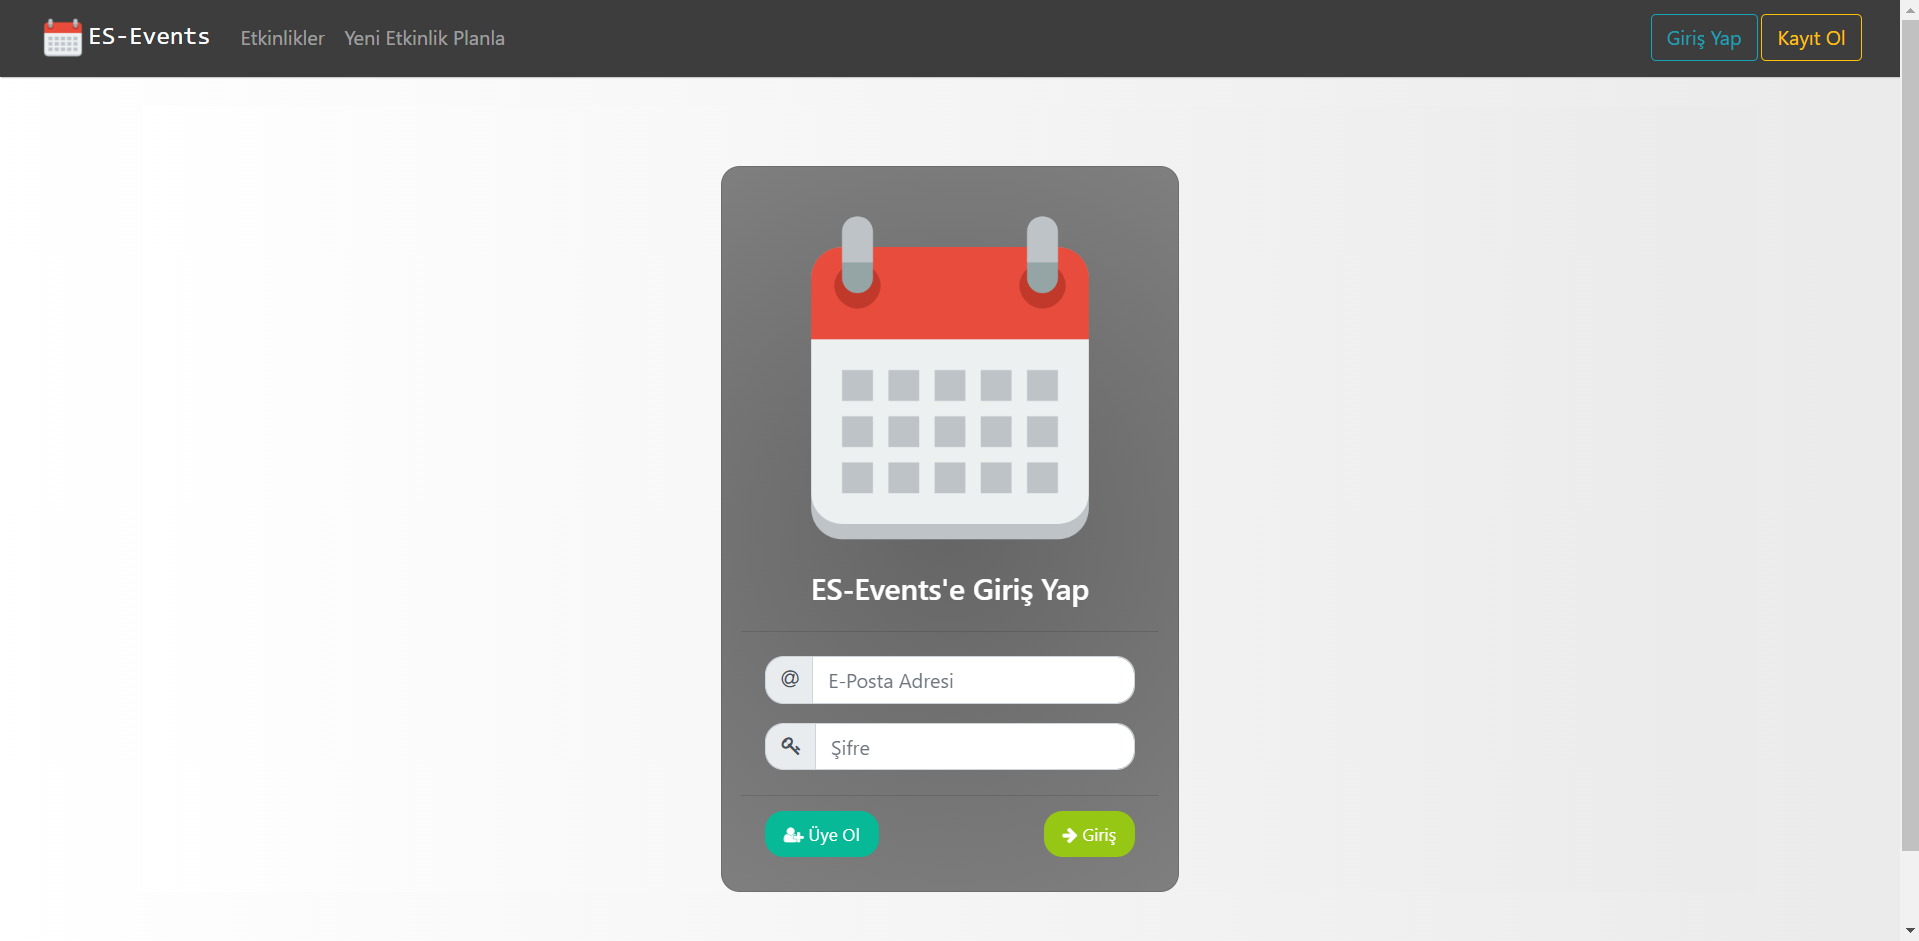 ES-Events
Etkinlikler
Yeni Etkinlik Planla
Giriş Yap
Kayıt Ol
ES-Events'e Giriş Yap
@ E-Posta Adresi
Şifre
Üye Ol
Giriş